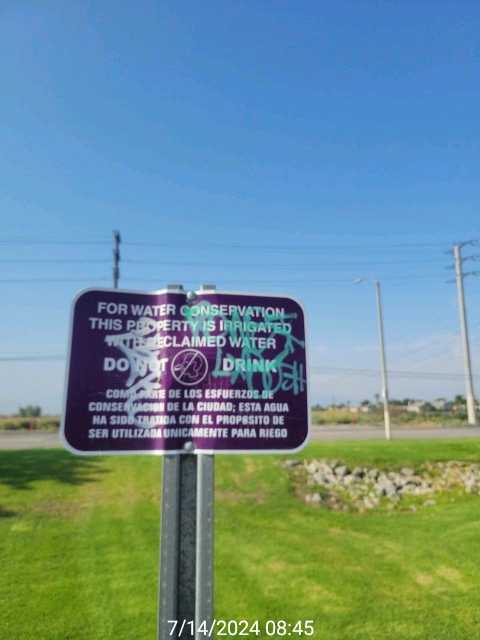 FOR WATER CONSERVATION
THIS PROPERTY IS IRRIGATED
WITH RECLAIMED WATER
DO NOT DRINK
COMO PARTE DE LOS ESFUERZOS DE
CONSERVACION DE LA CIUDAD; ESTA AGUA
HA SIDO TRATIDA CON EL PROPOSITO DE
SER UTILIZADA UNICAMENTE PARA RIEGO
7/14/2024 08:45